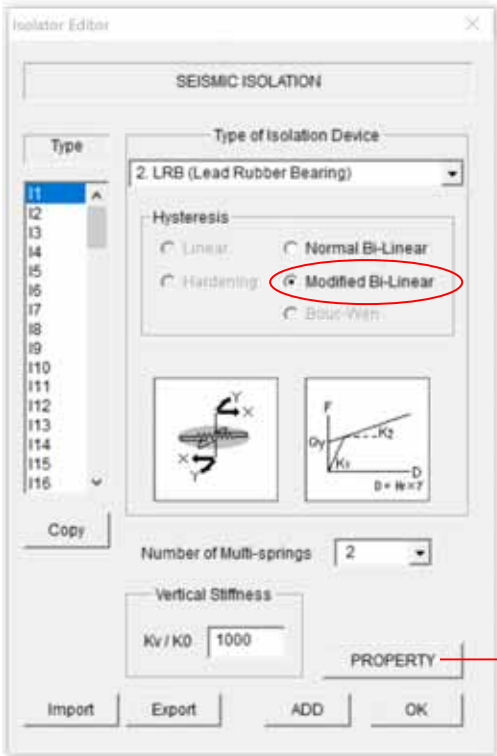 Isolator Editor
SEISMIC ISOLATION
Type
I1
I2
I3
I4
I5
I6
I7
I8
I9
I10
I11
I12
I13
I14
I15
I16
Copy
Type of Isolation Device
2. LRB (Lead Rubber Bearing)
Hysteresis
Linear
Normal Bi-Linear
Hardening
Modified Bi-Linear
Bouc-Wen
Y
X
X
Y
F
Qy
K2
K1
D
D = Hr×γ
Number of Multi-springs 2
Vertical Stiffness
Kv / K0 1000
PROPERTY
Import Export ADD OK